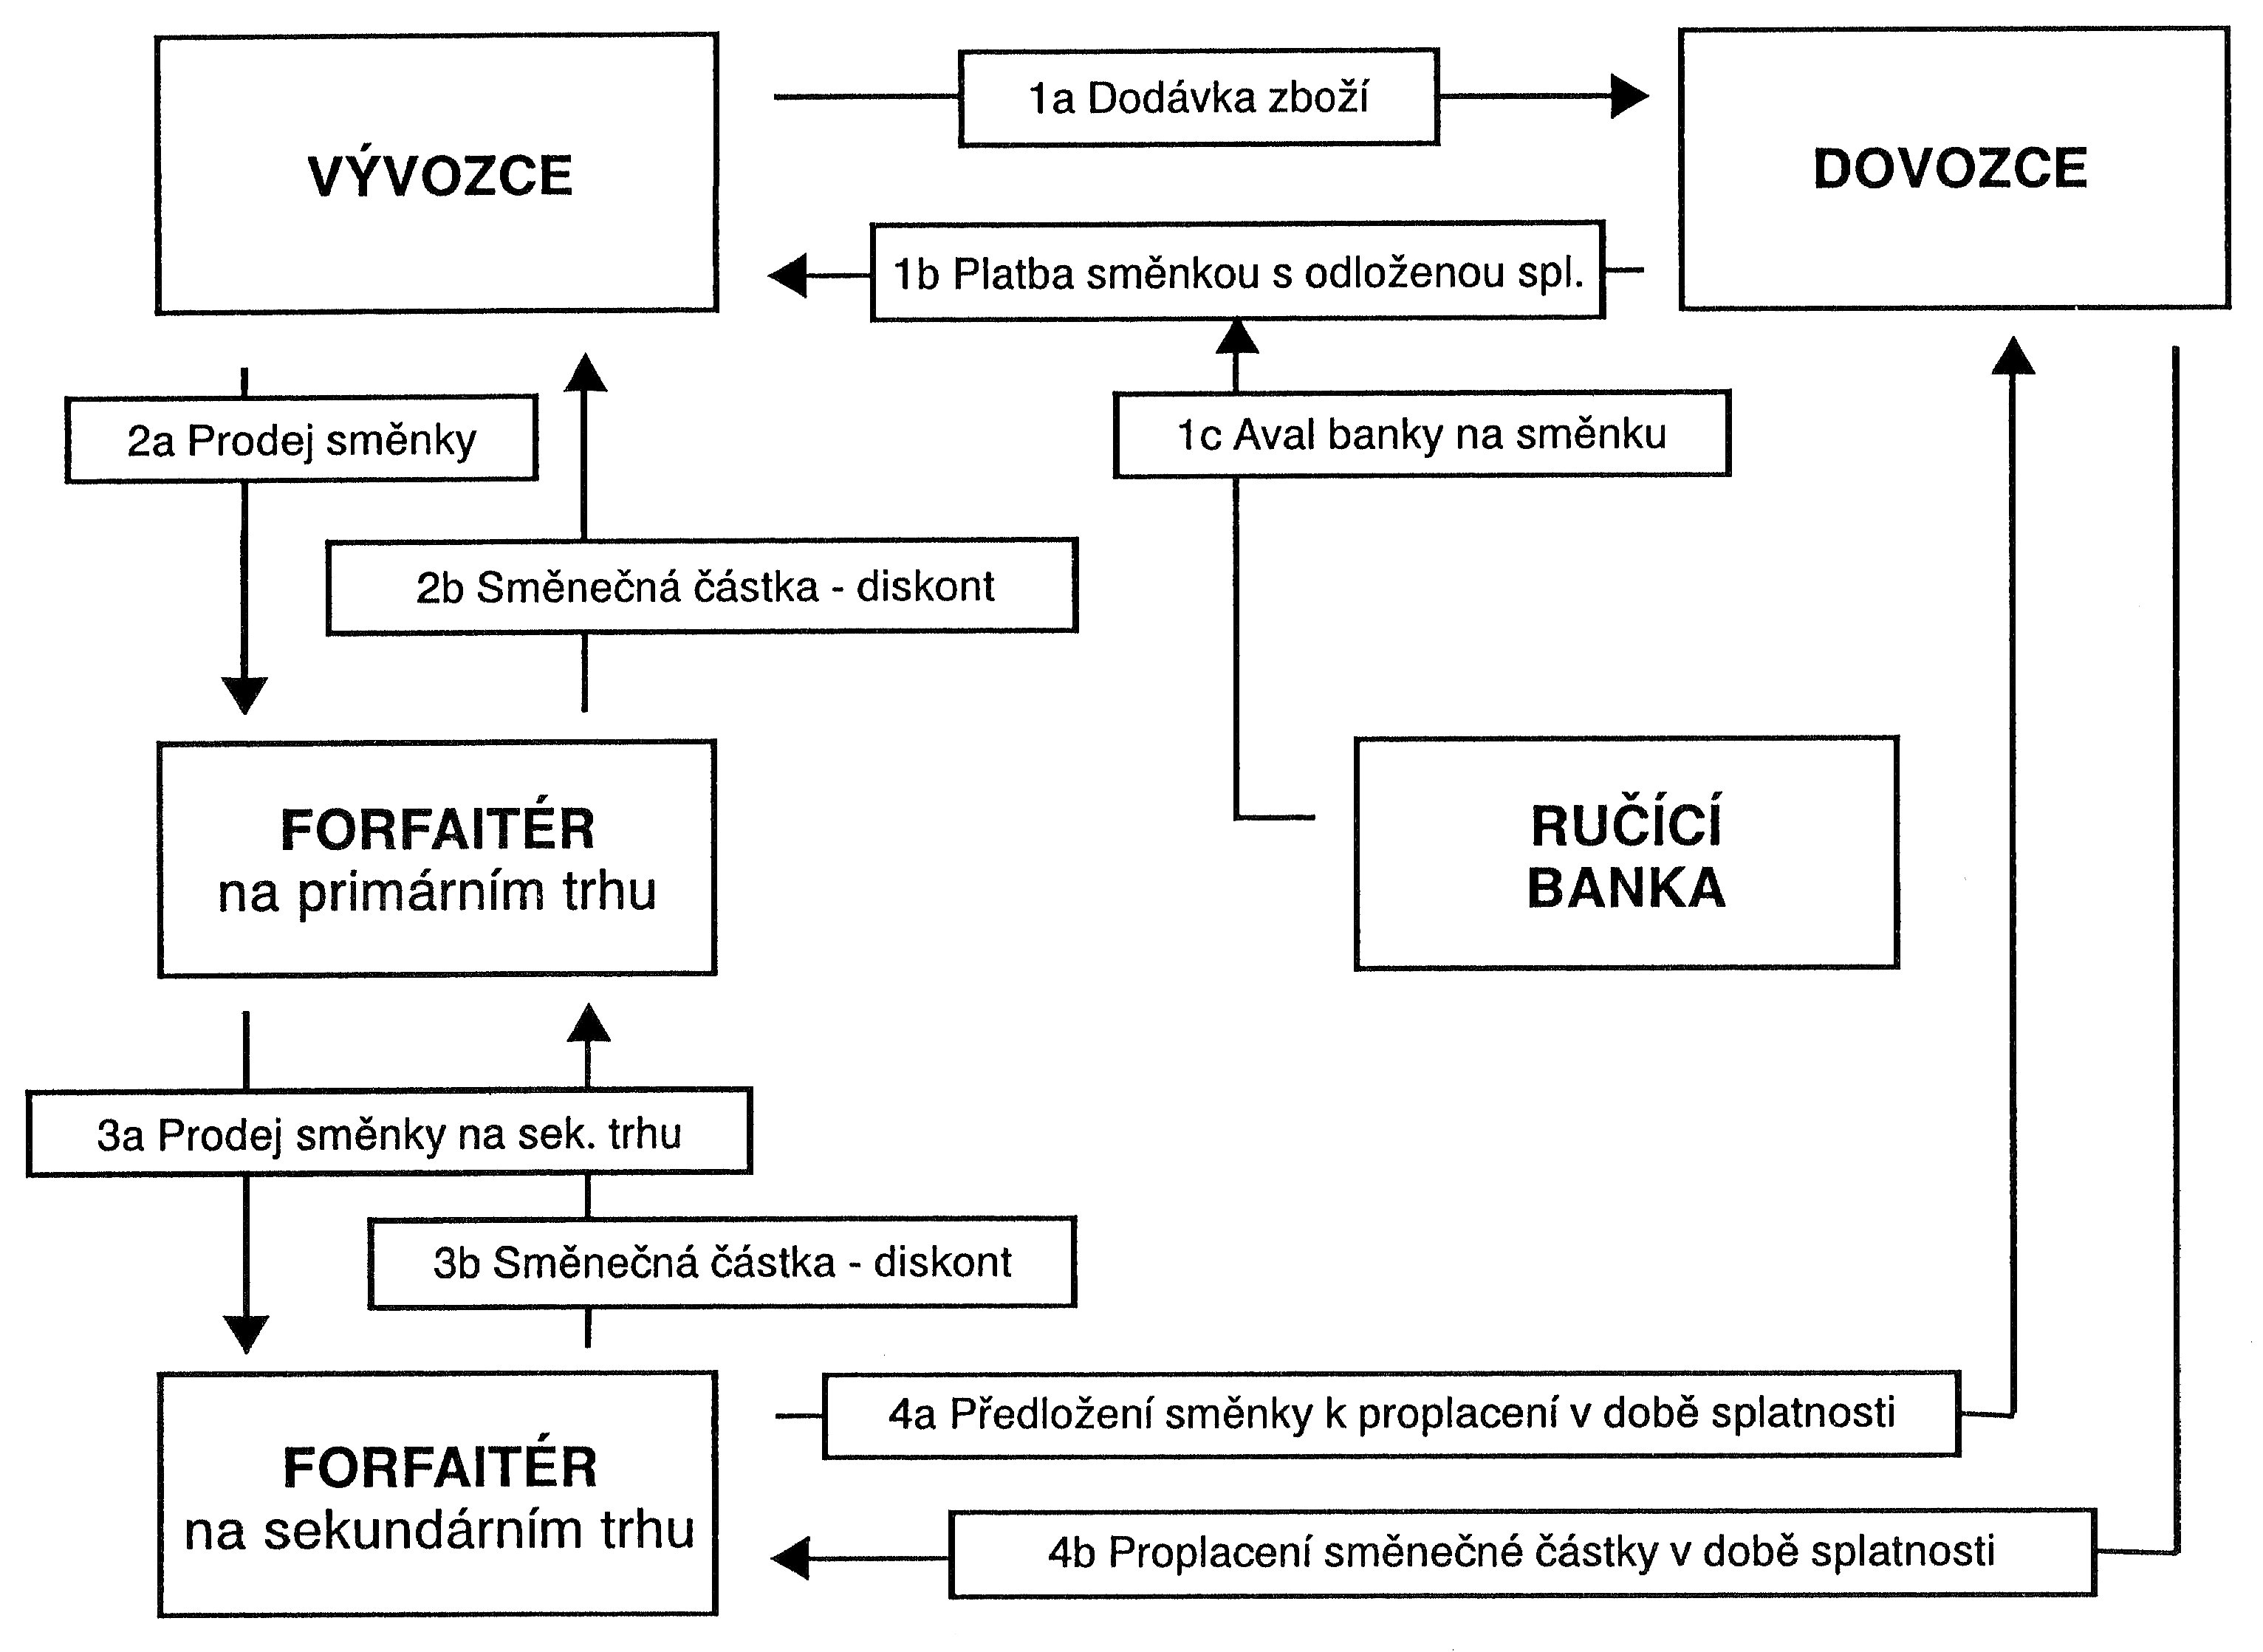 VÝVOZCE
1a Dodávka zboží
DOVOZCE
1b Platba směnkou s odloženou spl.
2a Prodej směnky
1c Aval banky na směnku
2b Směnečná částka - diskont
FORFAITÉR
na primárním trhu
RUČÍCÍ
BANKA
3a Prodej směnky na sek. trhu
3b Směnečná částka - diskont
4a Předložení směnky k proplacení v době splatnosti
FORFAITÉR
na sekundárním trhu
4b Proplacení směnečné částky v době splatnosti